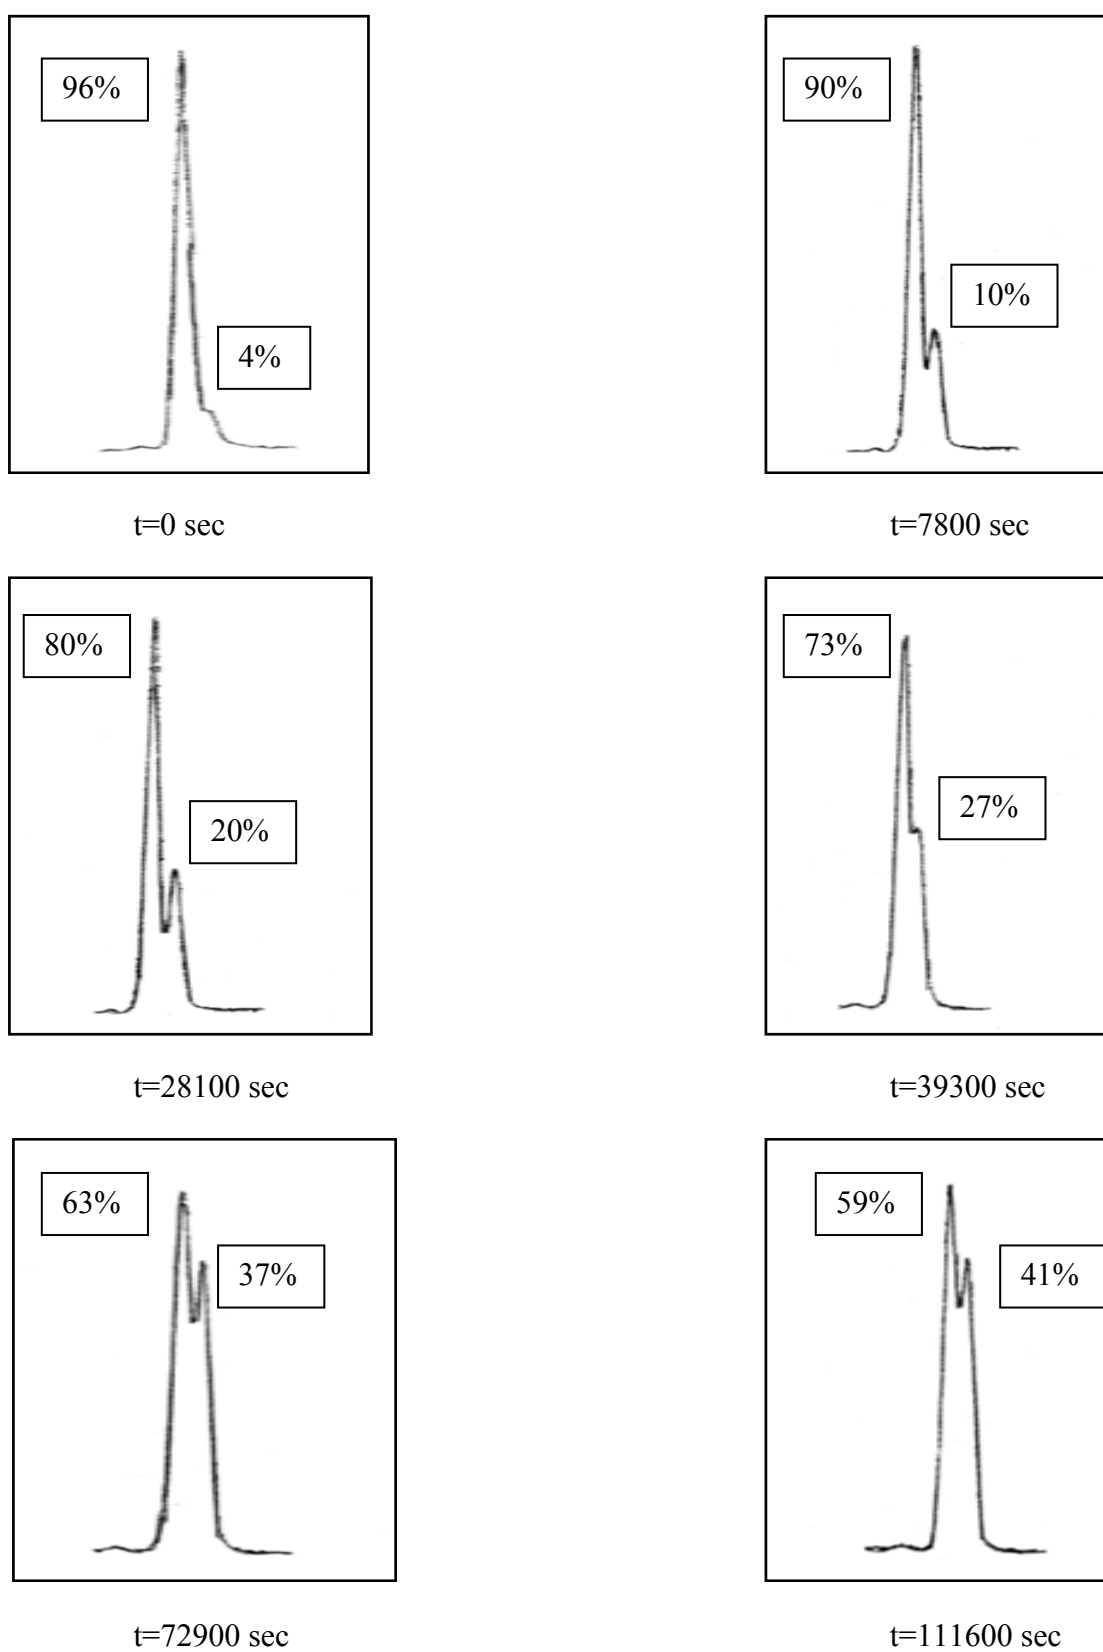 96%
4%
t=0 sec
90%
10%
t=7800 sec
80%
20%
t=28100 sec
73%
27%
t=39300 sec
63%
37%
t=72900 sec
59%
41%
t=111600 sec